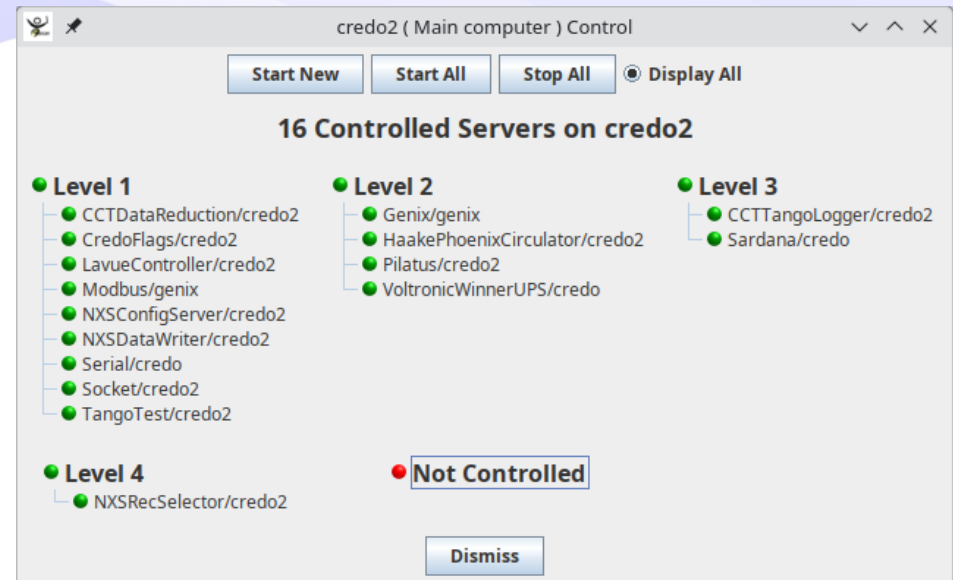 credo2 ( Main computer ) Control
Start New Start All Stop All Display All
16 Controlled Servers on credo2
Level 1
CCTDataReduction/credo2
CredoFlags/credo2
LavueController/credo2
Modbus/genix
NXSConfigServer/credo2
NXSDataWriter/credo2
Serial/credo
Socket/credo2
TangoTest/credo2
Level 2
Genix/genix
HaakePhoenixCirculator/credo2
Pilatus/credo2
VoltronicWinnerUPS/credo
Level 3
CCTTangoLogger/credo2
Sardana/credo
Level 4
NXSRecSelector/credo2
Not Controlled
Dismiss